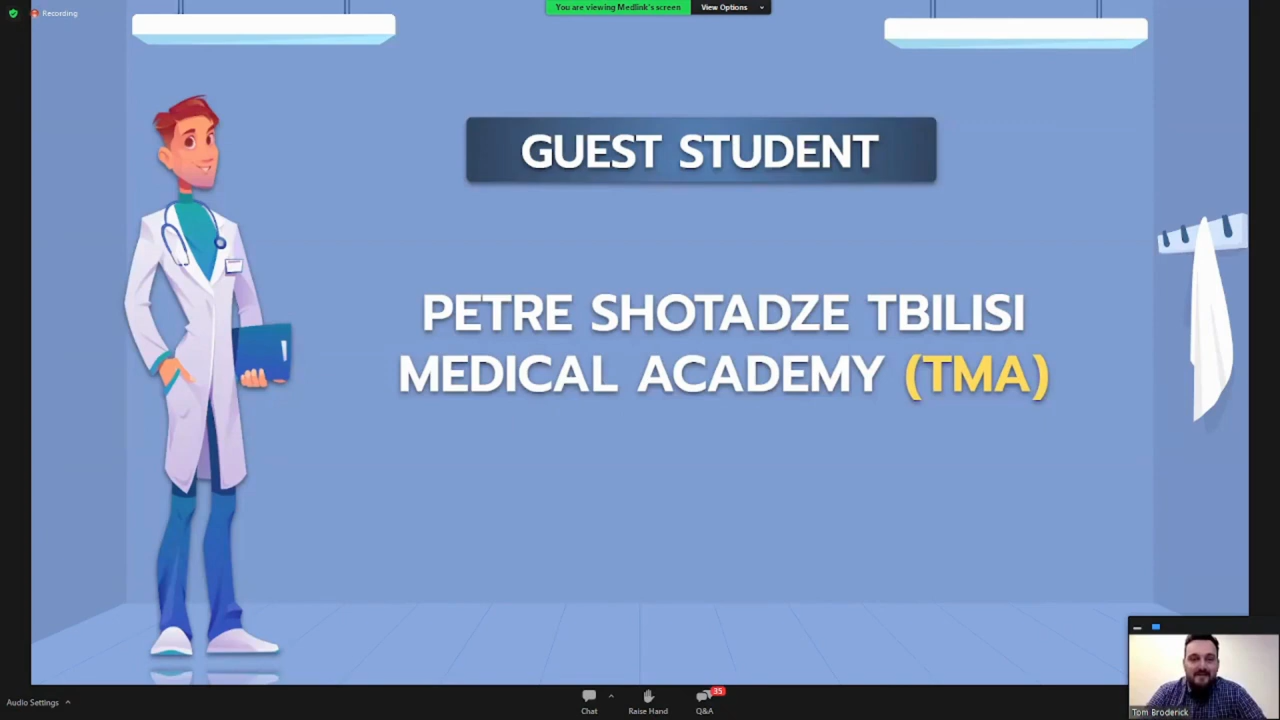 Recording
You are viewing Medlink's screen
View Options
GUEST STUDENT
PETRE SHOTADZE TBILISI
MEDICAL ACADEMY (TMA)
Audio Settings
Chat
Raise Hand
35
Q&A
Tom Broderick